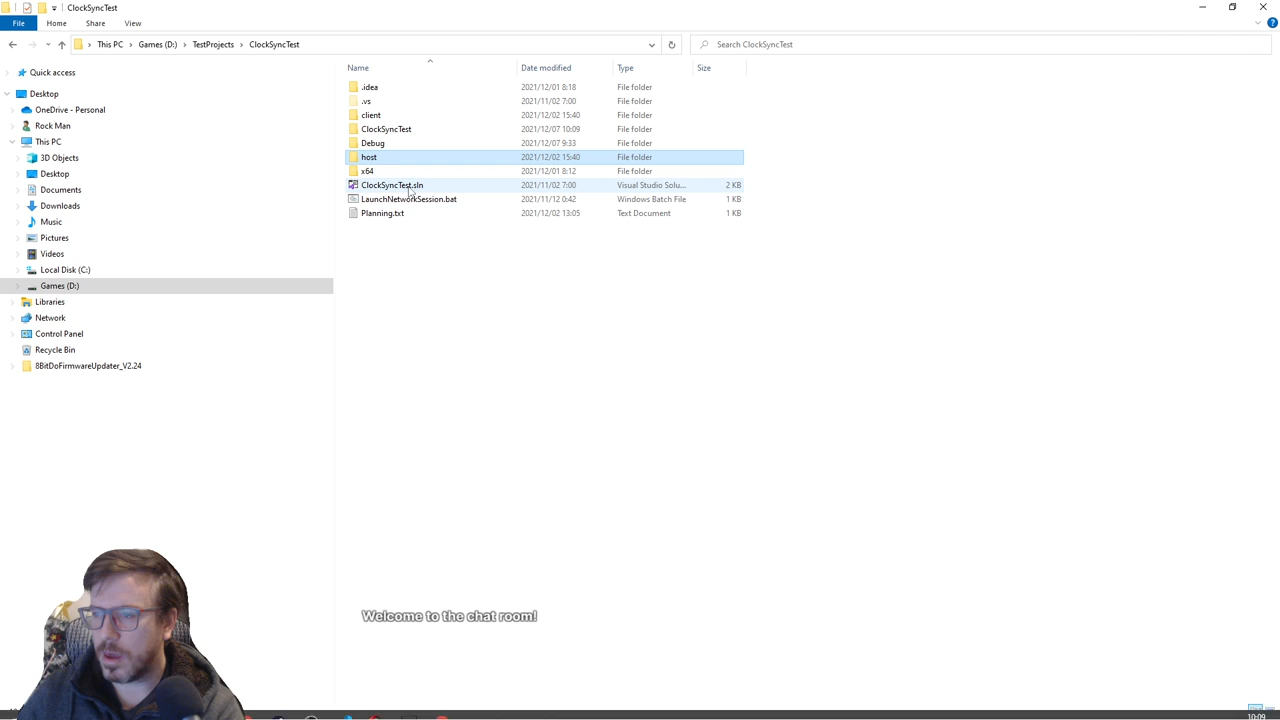 ClockSyncTest
File Home Share View
This PC Games (D:) TestProjects ClockSyncTest Search ClockSyncTest
Name Date modified Type Size
Quick access
Desktop
OneDrive - Personal
Rock Man
This PC
3D Objects
Desktop
Documents
Downloads
Music
Pictures
Videos
Local Disk (C:)
Games (D:)
Libraries
Network
Control Panel
Recycle Bin
8BitDoFirmwareUpdater_V2.24
.idea 2021/12/01 8:18 File folder
.vs 2021/11/02 7:00 File folder
client 2021/12/02 15:40 File folder
ClockSyncTest 2021/12/07 10:09 File folder
Debug 2021/12/07 9:33 File folder
host 2021/12/02 15:40 File folder
x64 2021/12/01 8:12 File folder
ClockSyncTest.sln 2021/11/02 7:00 Visual Studio Solu... 2 KB
LaunchNetworkSession.bat 2021/11/12 0:42 Windows Batch File 1 KB
Planning.txt 2021/12/02 13:05 Text Document 1 KB
Welcome to the chat room!
10:09